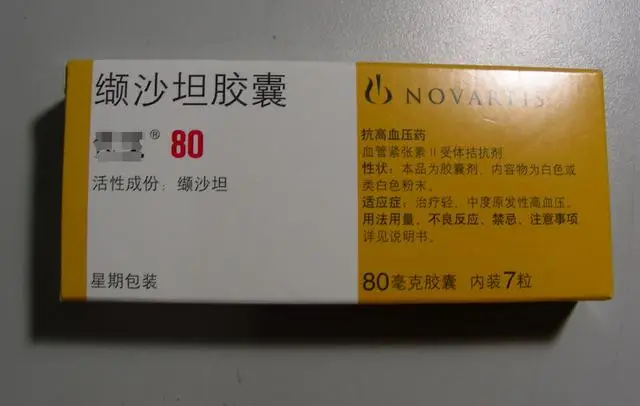 缬沙坦胶囊
® 80
活性成份：缬沙坦
星期包装
NOVARTIS
抗高血压药
血管紧张素Ⅱ受体拮抗剂
性状：本品为胶囊剂，内容物为白色或
类白色粉末。
适应症：治疗轻、中度原发性高血压。
用法用量、不良反应、禁忌、注意事项
详见说明书。
80毫克胶囊 内装7粒